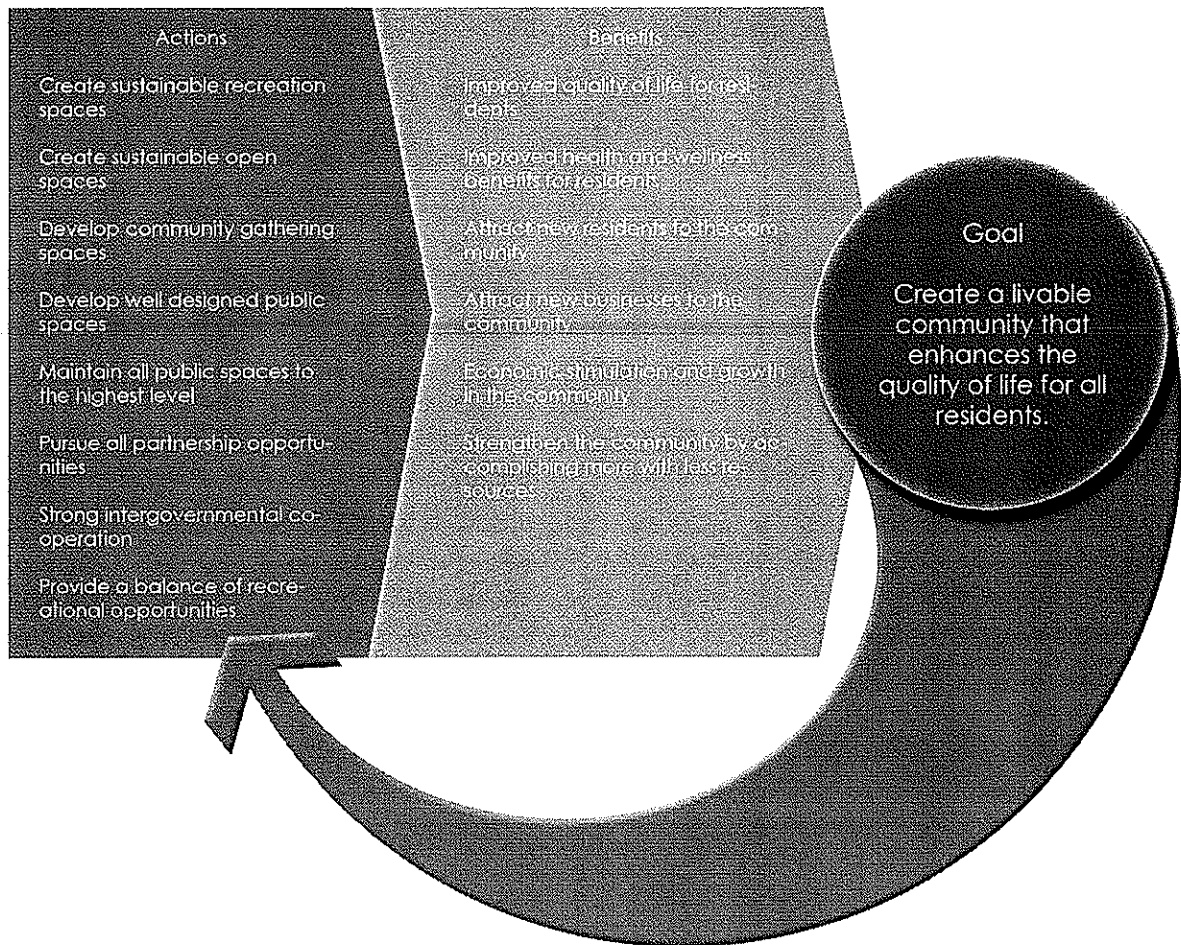 Actions
Create sustainable recreation
spaces
Create sustainable open
spaces
Develop community gathering
spaces
Develop well designed public
spaces
Maintain all public spaces to
the highest level
Pursue all partnership opportu-
nities
Strong intergovernmental co-
operation
Provide a balance of recre-
ational opportunities
Benefits
Improved quality of life for resi-
dents
Improved health and wellness
benefits for residents
Attract new residents to the com
munity
Attract new businesses to the
community
Economic stimulation and growth
in the community
Strengthen the community by ac-
complishing more with less re-
sources
Goal
Create a livable
community that
enhances the
quality of life for all
residents.